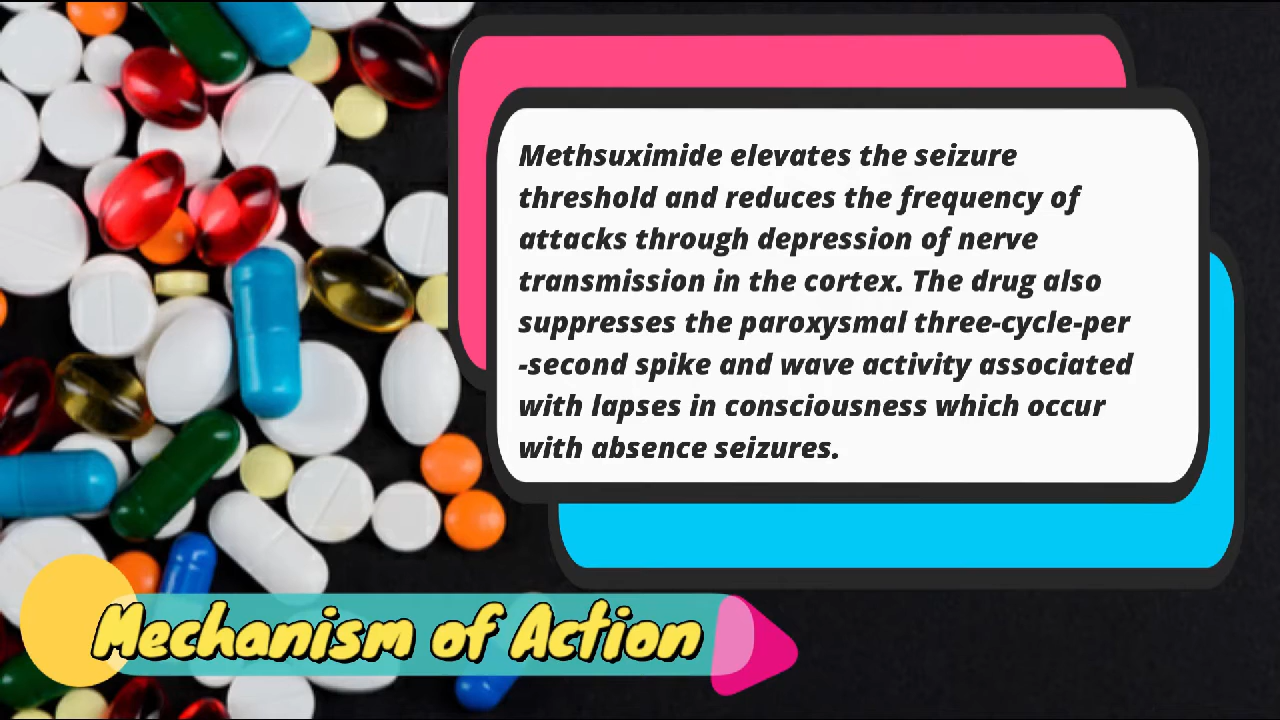 Methsuximide elevates the seizure
threshold and reduces the frequency of
attacks through depression of nerve
transmission in the cortex. The drug also
suppresses the paroxysmal three-cycle-per
-second spike and wave activity associated
with lapses in consciousness which occur
with absence seizures.
Mechanism of Action